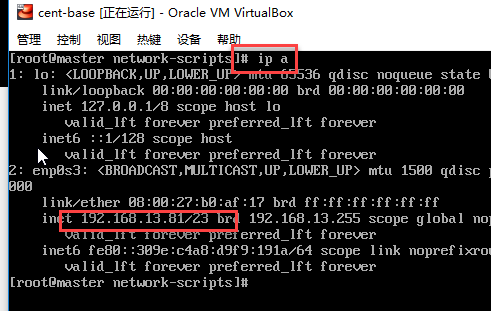 cent-base [正在运行] - Oracle VM VirtualBox
管理 控制 视图 热键 设备 帮助
[root@master network-scripts]# ip a
1: lo: <LOOPBACK,UP,LOWER_UP> mtu 65536 qdisc noqueue state U
link/loopback 00:00:00:00:00:00 brd 00:00:00:00:00:00
inet 127.0.0.1/8 scope host lo
valid_lft forever preferred_lft forever
inet6 ::1/128 scope host
valid_lft forever preferred_lft forever
2: enp0s3: <BROADCAST,MULTICAST,UP,LOWER_UP> mtu 1500 qdisc p
000
link/ether 08:00:27:b0:af:17 brd ff:ff:ff:ff:ff:ff
inet 192.168.13.81/23 brd 192.168.13.255 scope global nop
valid_lft forever preferred_lft forever
inet6 fe80::309e:c4a8:d9f9:191a/64 scope link noprefixrou
valid_lft forever preferred_lft forever
[root@master network-scripts]#